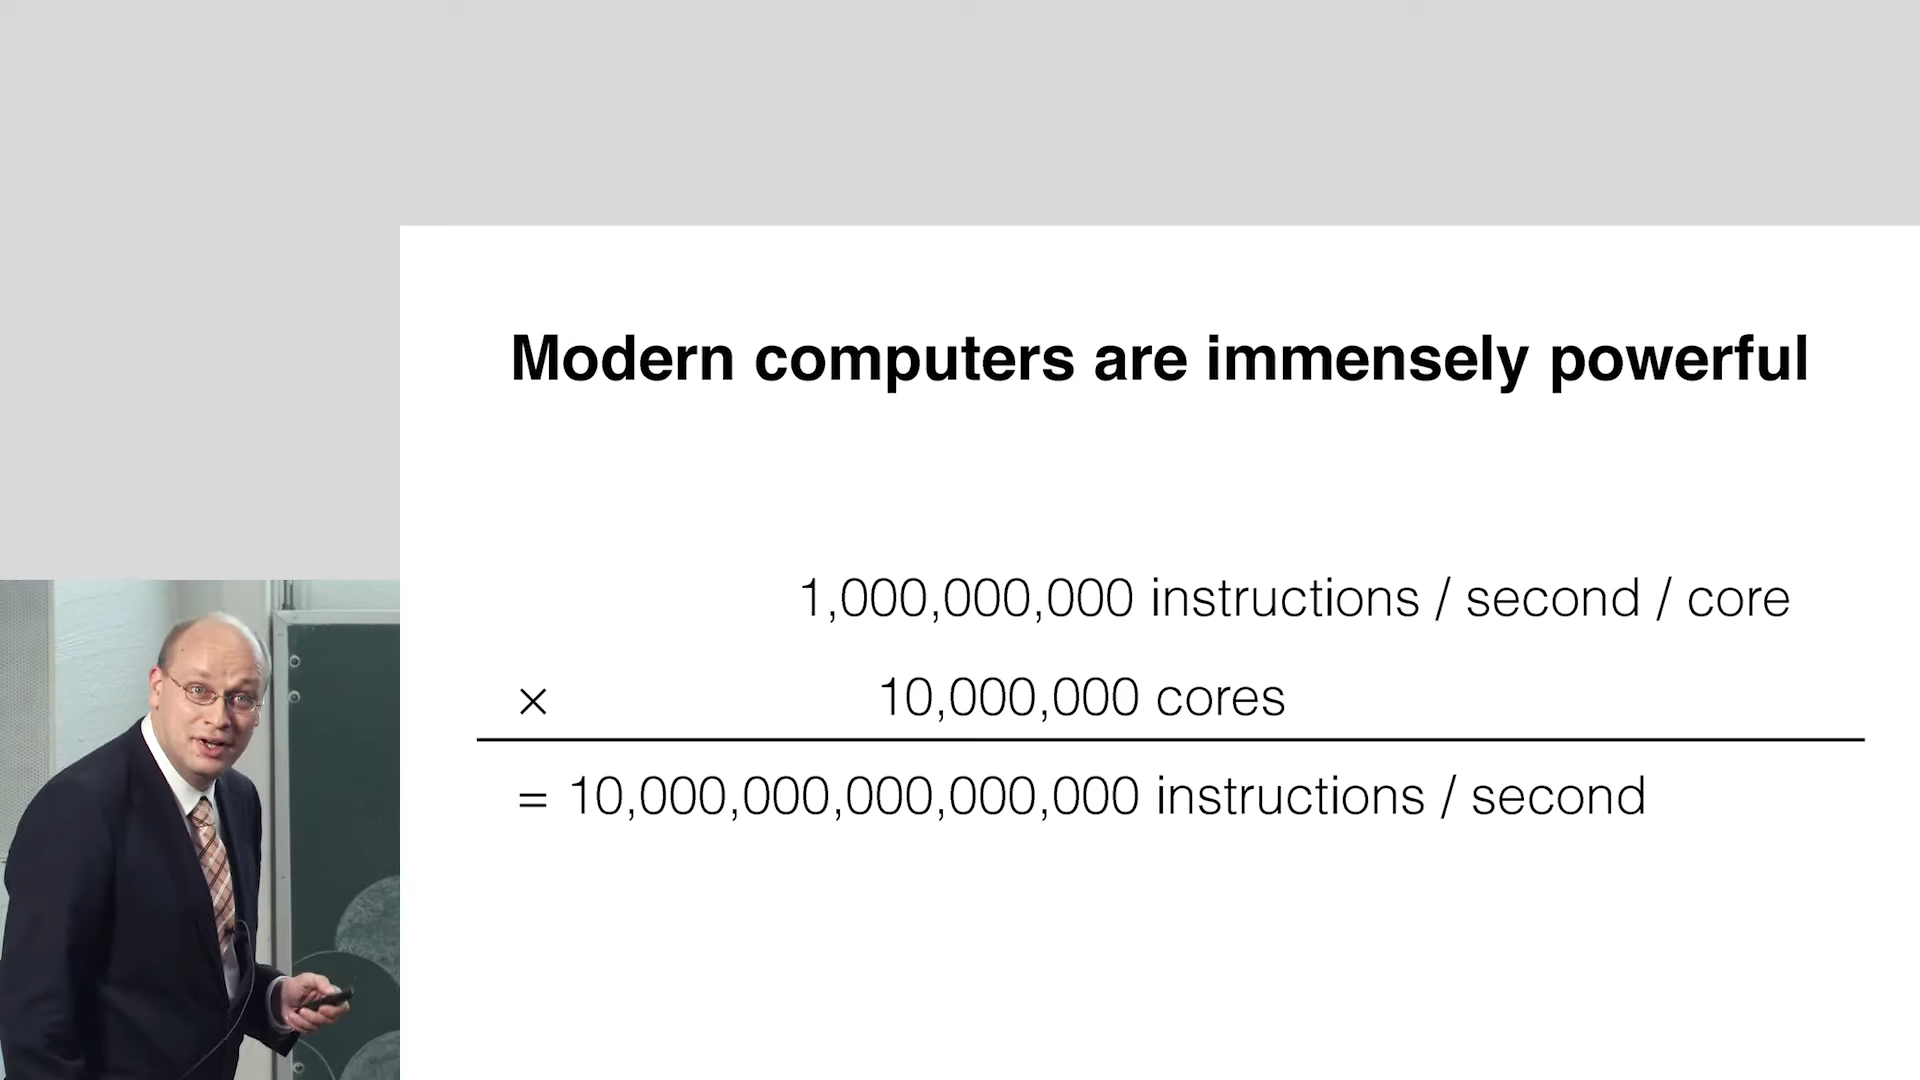 Modern computers are immensely powerful
1,000,000,000 instructions / second / core
× 10,000,000 cores
= 10,000,000,000,000,000 instructions / second